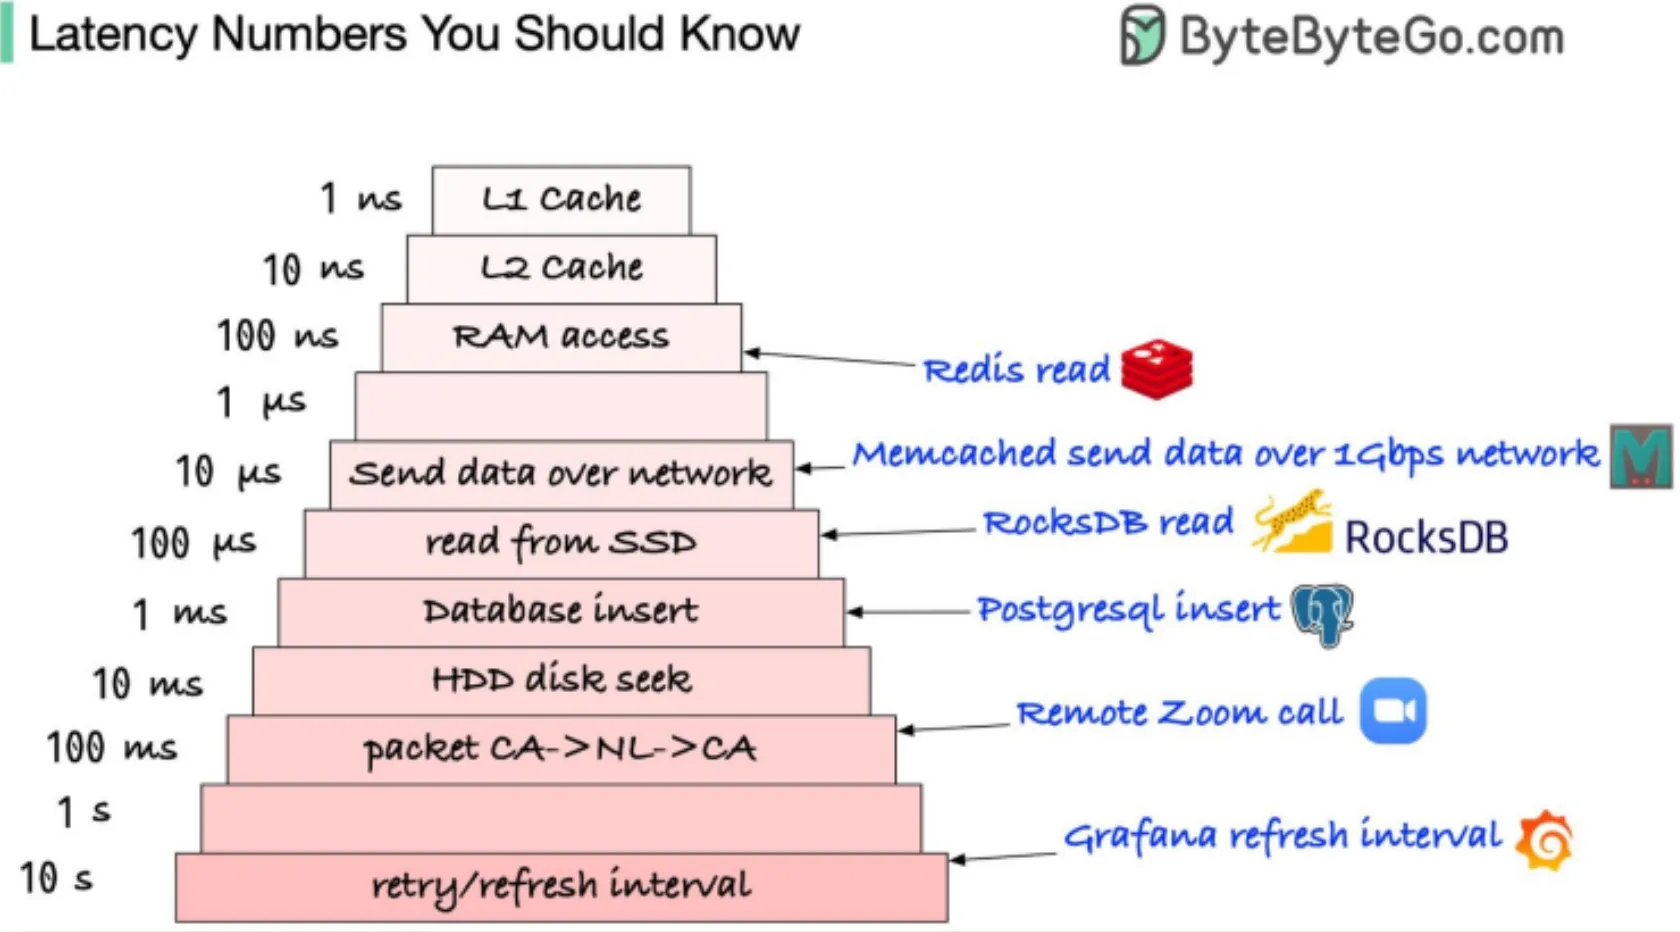 Latency Numbers You Should Know
ByteByteGo.com
1 ns
L1 Cache
10 ns
L2 Cache
100 ns
RAM access
Redis read
1 µs
10 µs
Send data over network
Memcached send data over 1Gbps network
M
100 µs
read from SSD
RocksDB read
RocksDB
1 ms
Database insert
Postgresql insert
10 ms
HDD disk seek
Remote Zoom call
100 ms
packet CA->NL->CA
1 s
Grafana refresh interval
10 s
retry/refresh interval